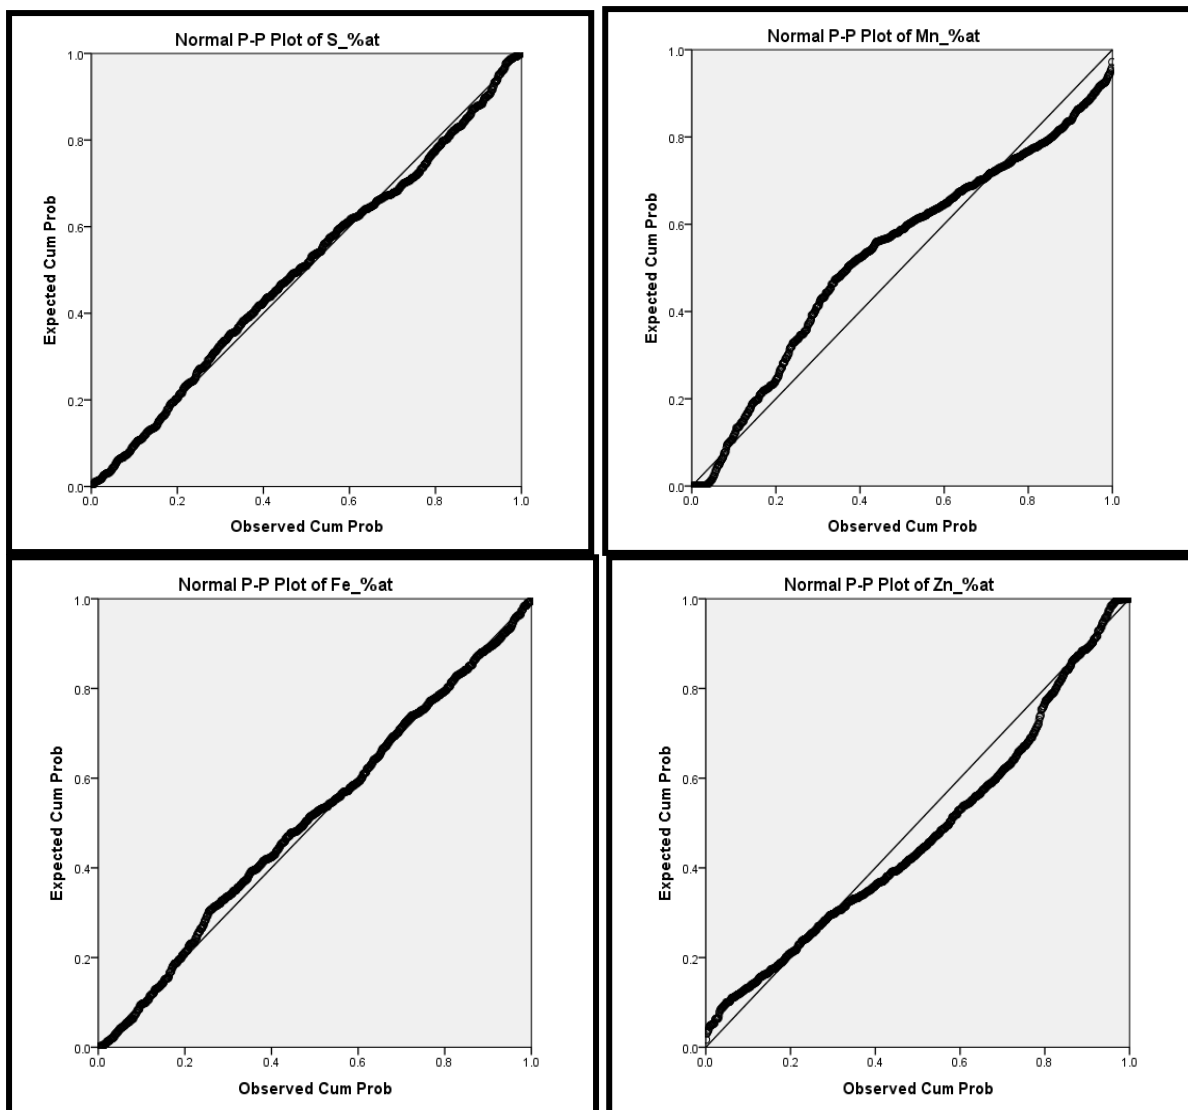 Normal P-P Plot of S_%at
1.0
0.8
0.6
0.4
0.2
0.0
0.0 0.2 0.4 0.6 0.8 1.0
Expected Cum Prob
Observed Cum Prob
Normal P-P Plot of Mn_%at
1.0
0.8
0.6
0.4
0.2
0.0
0.0 0.2 0.4 0.6 0.8 1.0
Expected Cum Prob
Observed Cum Prob
Normal P-P Plot of Fe_%at
1.0
0.8
0.6
0.4
0.2
0.0
0.0 0.2 0.4 0.6 0.8 1.0
Expected Cum Prob
Observed Cum Prob
Normal P-P Plot of Zn_%at
1.0
0.8
0.6
0.4
0.2
0.0
0.0 0.2 0.4 0.6 0.8 1.0
Expected Cum Prob
Observed Cum Prob